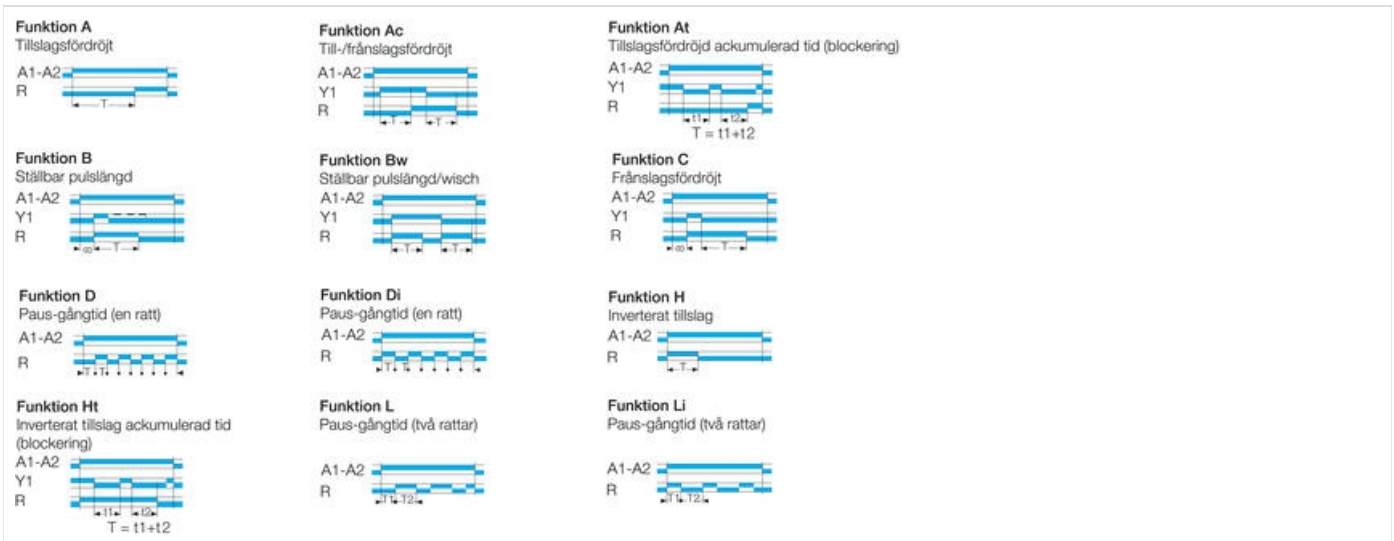 Funktion A
Tillslagsfördröjt
A1-A2
R
T
Funktion Ac
Till-/frånslagsfördröjt
A1-A2
Y1
R
T T
Funktion At
Tillslagsfördröjd ackumulerad tid (blockering)
A1-A2
Y1
R
t1 t2
T = t1+t2
Funktion B
Ställbar pulslängd
A1-A2
Y1
R
∞ T
Funktion Bw
Ställbar pulslängd/wisch
A1-A2
Y1
R
T T
Funktion C
Frånslagsfördröjt
A1-A2
Y1
R
∞ T
Funktion D
Paus-gångtid (en ratt)
A1-A2
R
T T
Funktion Di
Paus-gångtid (en ratt)
A1-A2
R
T T
Funktion H
Inverterat tillslag
A1-A2
R
T
Funktion Ht
Inverterat tillslag ackumulerad tid
(blockering)
A1-A2
Y1
R
t1 t2
T = t1+t2
Funktion L
Paus-gångtid (två rattar)
A1-A2
R
T1 T2
Funktion Li
Paus-gångtid (två rattar)
A1-A2
R
T1 T2